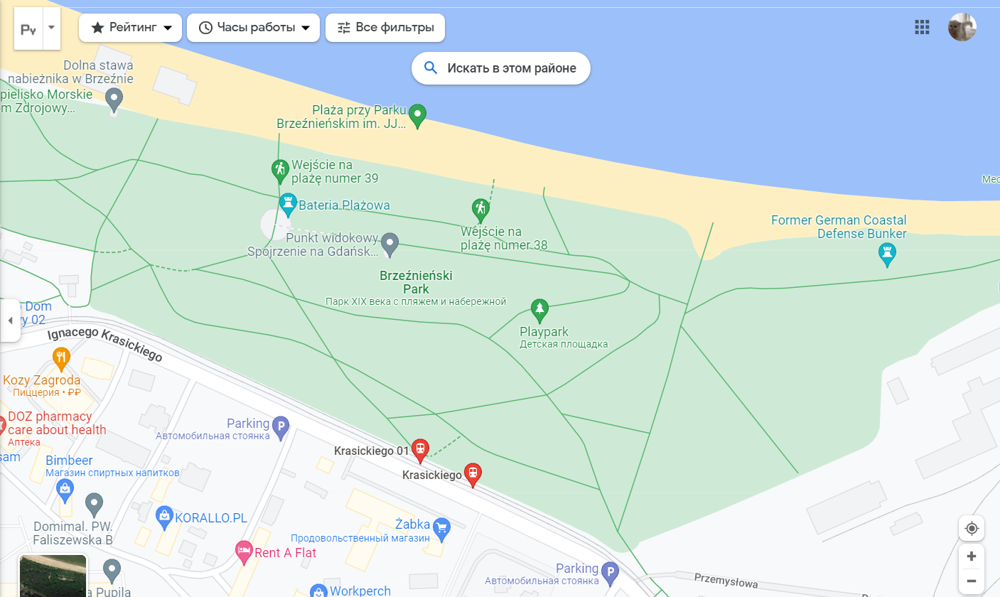 Ру
Рейтинг
Часы работы
Все фильтры
Искать в этом районе
Dolna stawa
nabieżnika w Brzeźnie
pielisko Morskie
m Zdrojowy...
Plaża przy Parku
Brzeźnieńskim im. JJ...
Wejście na
plażę numer 39
Bateria Plażowa
Wejście na
plażę numer 38
Punkt widokowy
Spojrzenie na Gdańsk...
Мес
Former German Coastal
Defense Bunker
Brzeźnieński
Park
Парк XIX века с пляжем и набережной
Playpark
Детская площадка
Dom
y 02
Ignacego Krasickiego
Kozy Zagroda
Пиццерия • ₽₽
DOZ pharmacy
care about health
Аптека
sam
Bimbeer
Магазин спиртных напитков
Parking
Автомобильная стоянка
P
Krasickiego 01
Krasickiego
KORALLO.PL
Domimal. PW.
Faliszewska B
Żabka
Продовольственный магазин
Rent A Flat
Parking
Автомобильная стоянка
P
Przemysłowa
a Pupila
Workperch